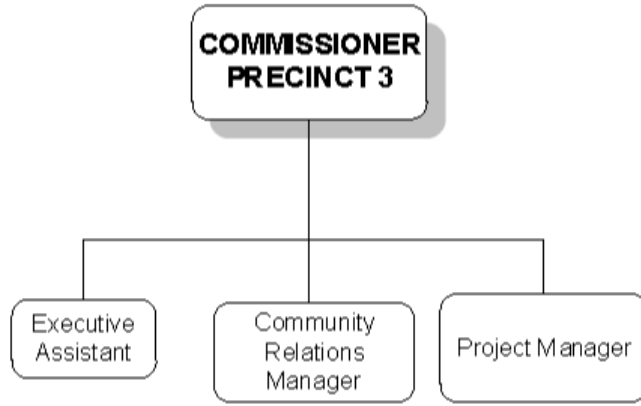 COMMISSIONER
PRECINCT 3
Executive
Assistant
Community
Relations
Manager
Project Manager